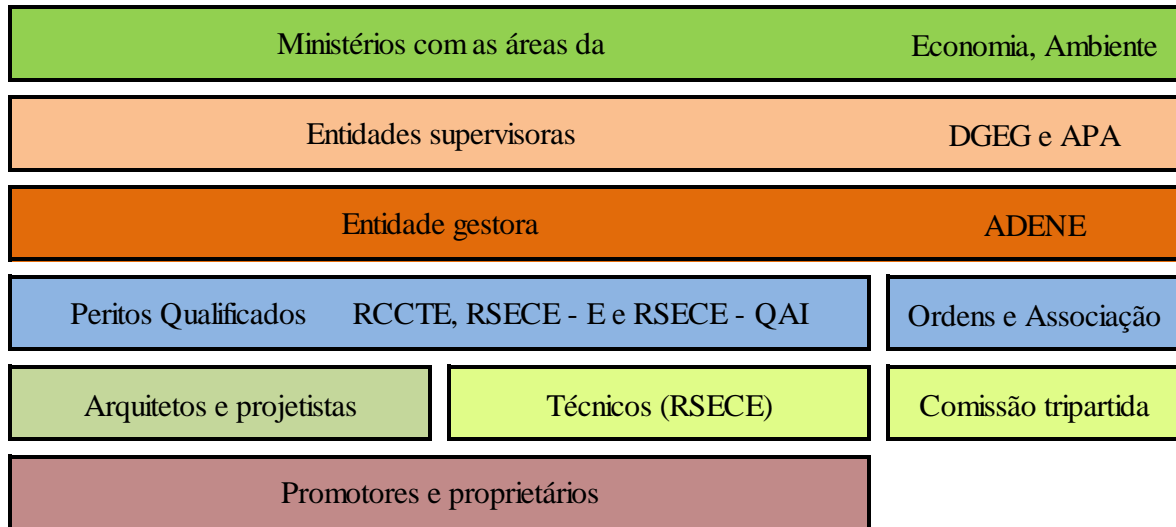 Ministérios com as áreas da Economia, Ambiente
Entidades supervisoras DGEG e APA
Entidade gestora ADENE
Peritos Qualificados RCCTE, RSECE - E e RSECE - QAI Ordens e Associação
Arquitetos e projetistas Técnicos (RSECE) Comissão tripartida
Promotores e proprietários